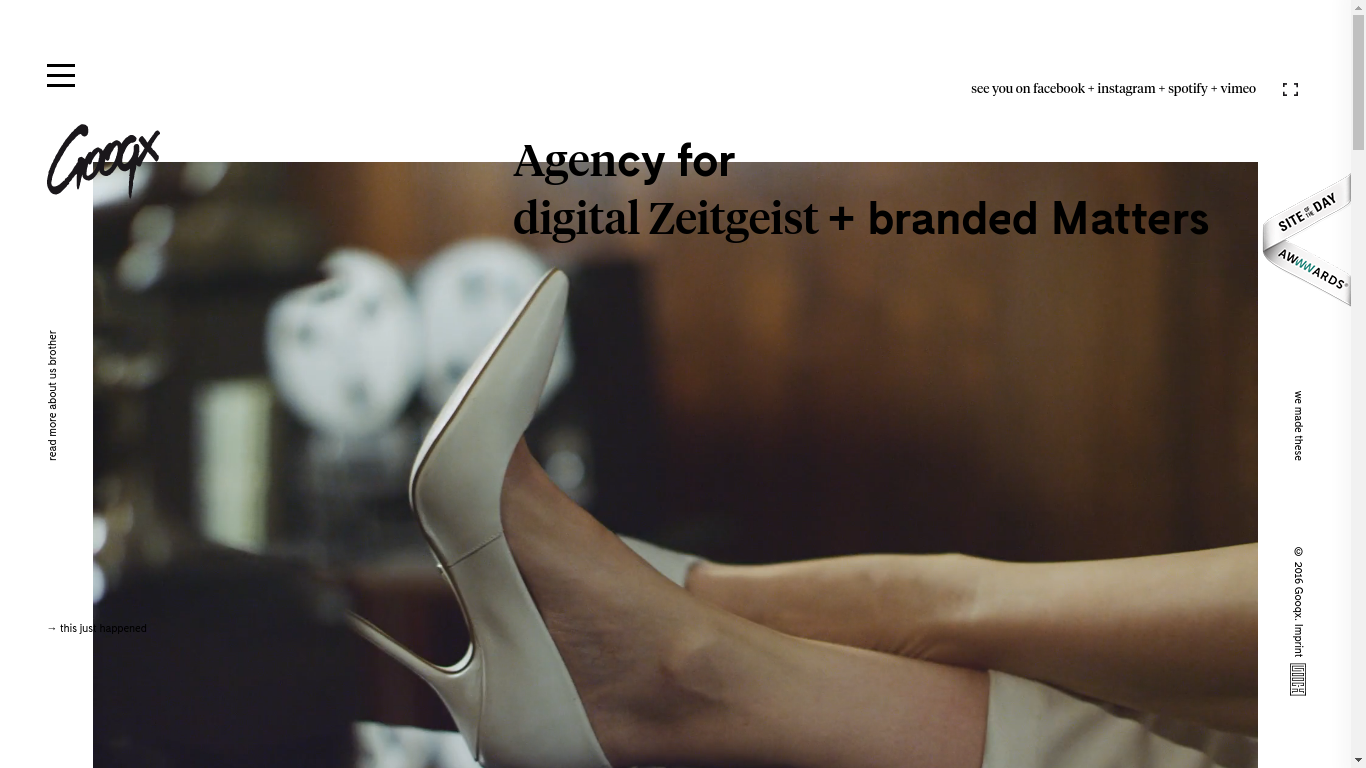 see you on facebook + instagram + spotify + vimeo
Gooqx
Agency for
digital Zeitgeist + branded Matters
SITE OF THE DAY
AWWWARDS
read more about us brother
we made these
→ this just happened
© 2016 Gooqx. Imprint